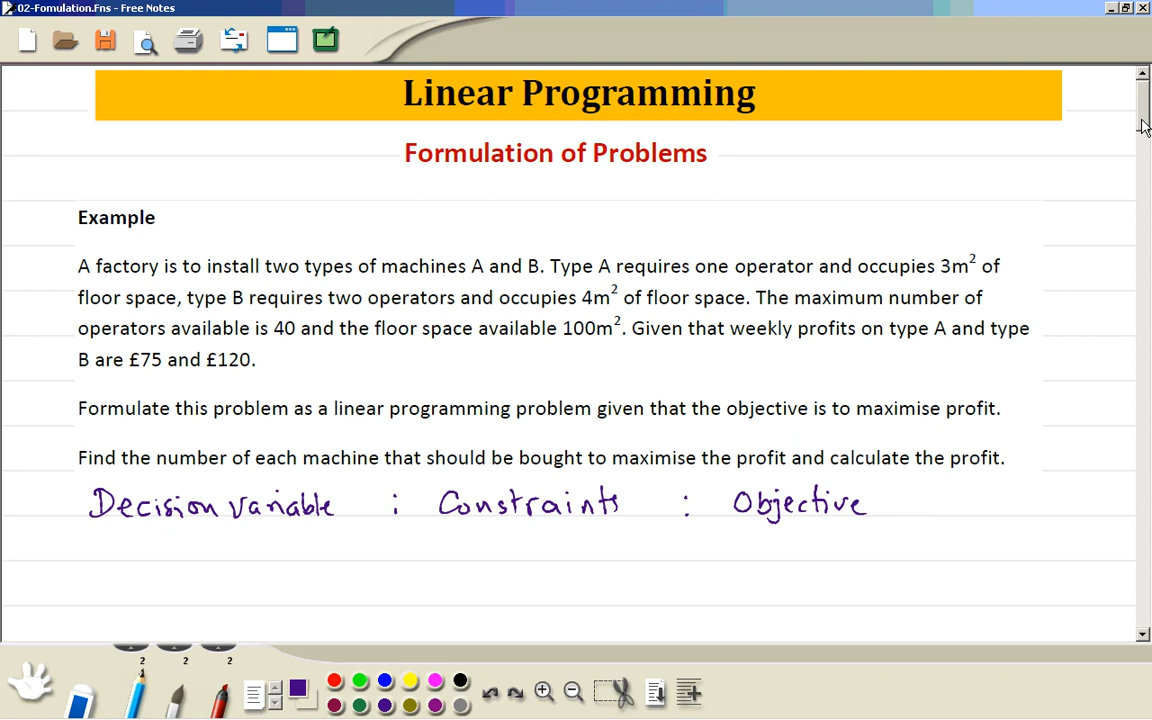 02-Fomulation.Fns - Free Notes
Linear Programming
Formulation of Problems
Example
A factory is to install two types of machines A and B. Type A requires one operator and occupies 3m² of
floor space, type B requires two operators and occupies 4m² of floor space. The maximum number of
operators available is 40 and the floor space available 100m². Given that weekly profits on type A and type
B are £75 and £120.
Formulate this problem as a linear programming problem given that the objective is to maximise profit.
Find the number of each machine that should be bought to maximise the profit and calculate the profit.
Decision variable : Constraints : Objective
2 2 2